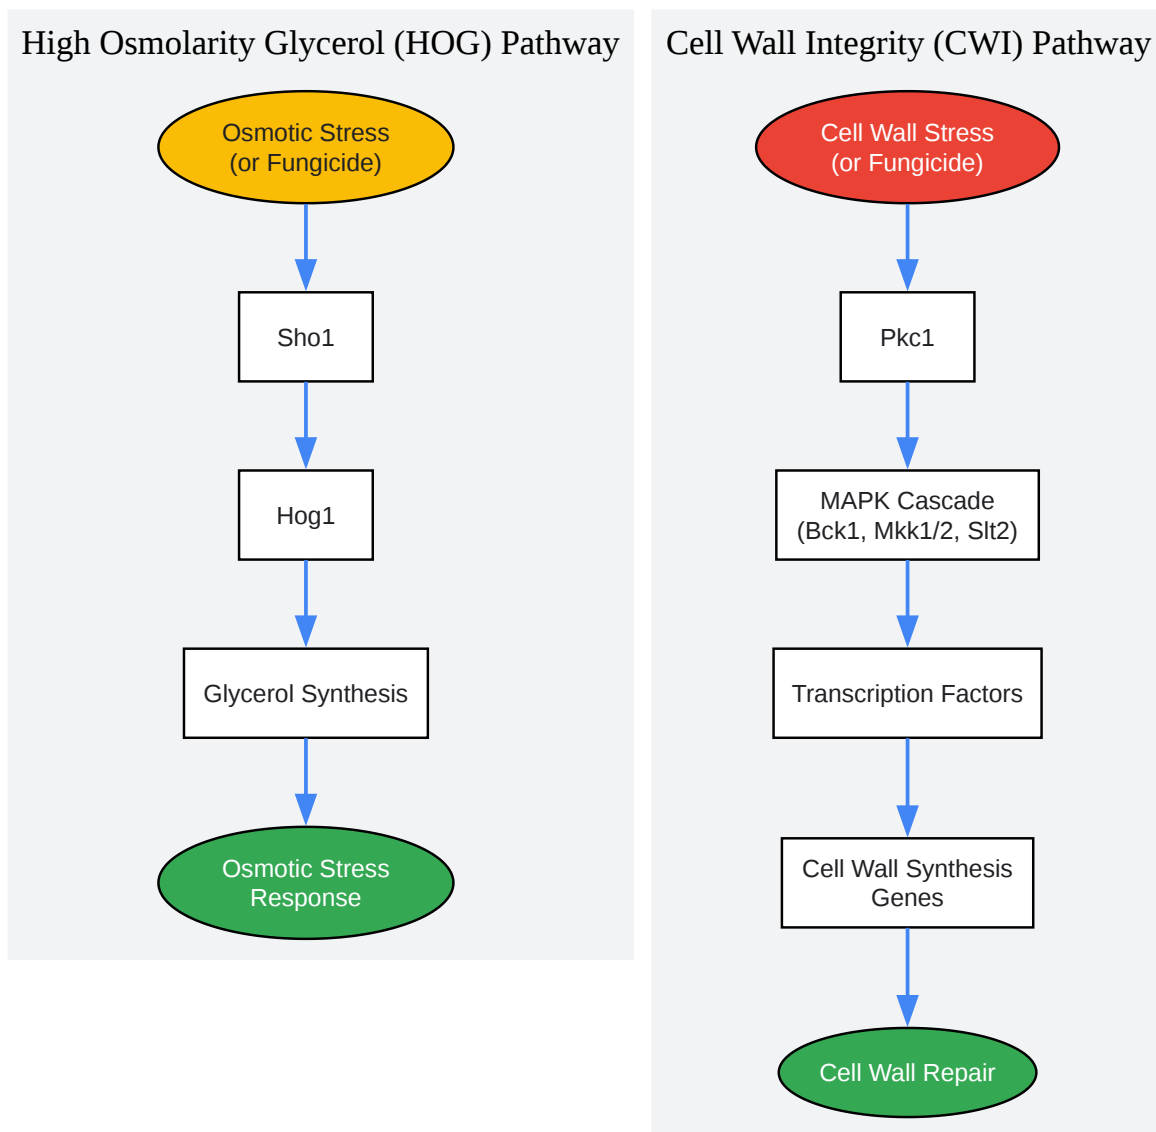 High Osmolarity Glycerol (HOG) Pathway
Osmotic Stress
(or Fungicide)
Sho1
Hog1
Glycerol Synthesis
Osmotic Stress
Response
Cell Wall Integrity (CWI) Pathway
Cell Wall Stress
(or Fungicide)
Pkc1
MAPK Cascade
(Bck1, Mkk1/2, Slt2)
Transcription Factors
Cell Wall Synthesis
Genes
Cell Wall Repair